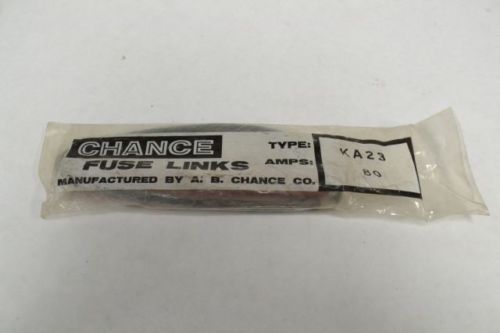 CHANCE
FUSE LINKS
MANUFACTURED BY A. B. CHANCE CO.
TYPE: KA23
AMPS: 80